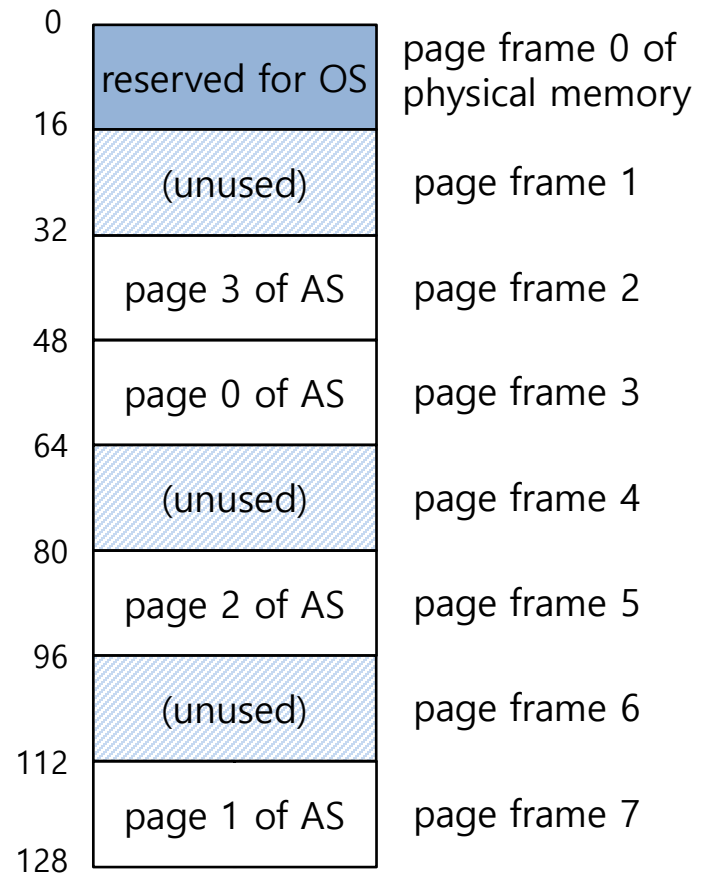 0
reserved for OS
page frame 0 of
physical memory
16
(unused)
page frame 1
32
page 3 of AS
page frame 2
48
page 0 of AS
page frame 3
64
(unused)
page frame 4
80
page 2 of AS
page frame 5
96
(unused)
page frame 6
112
page 1 of AS
page frame 7
128